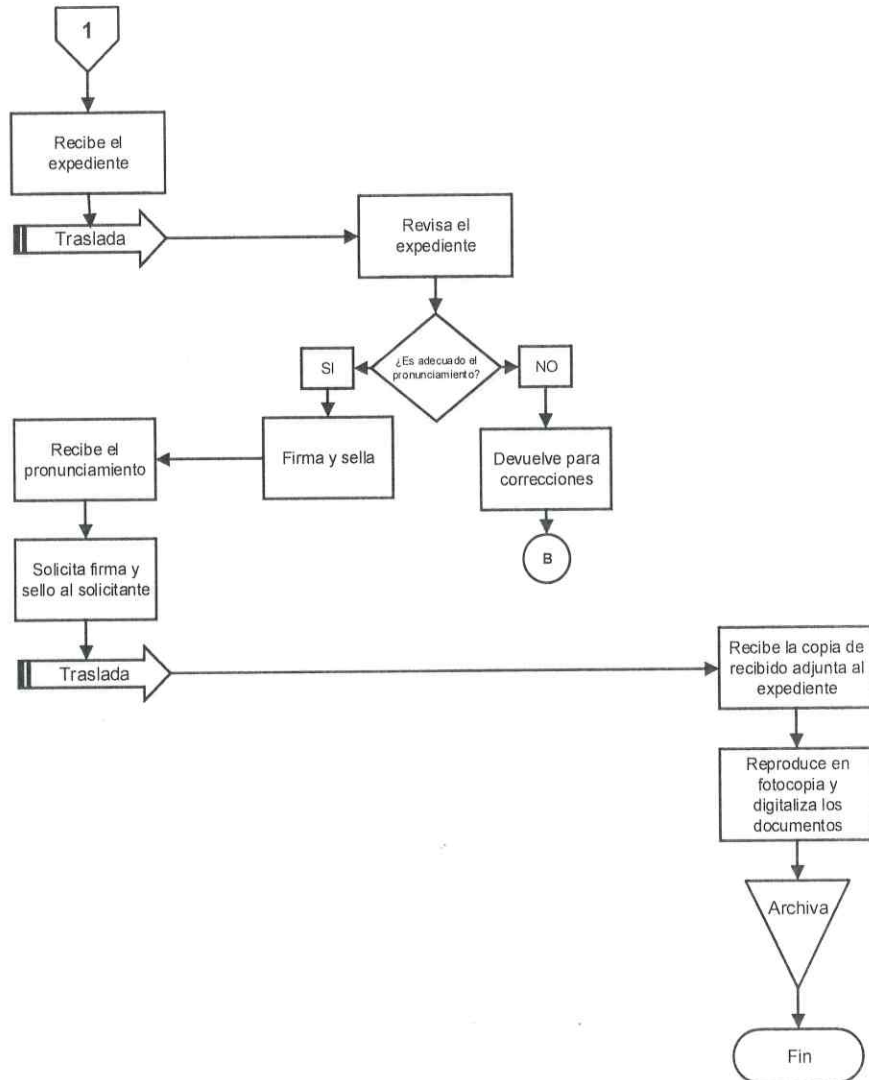 1
Recibe el
expediente
Traslada
Revisa el
expediente
¿Es adecuado el
pronunciamiento?
SI
NO
Firma y sella
Devuelve para
correcciones
B
Recibe el
pronunciamiento
Solicita firma y
sello al solicitante
Traslada
Recibe la copia de
recibido adjunta al
expediente
Reproduce en
fotocopia y
digitaliza los
documentos
Archiva
Fin